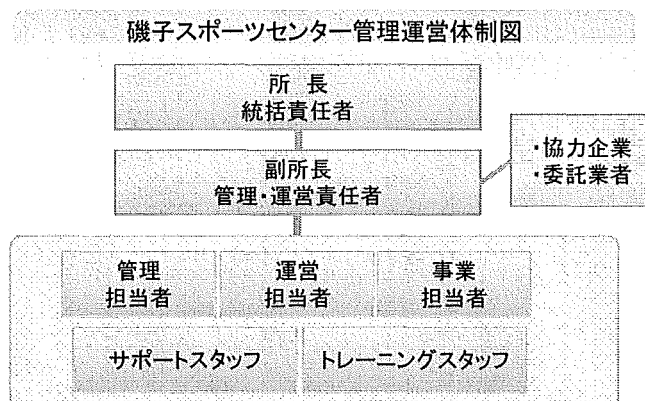 磯子スポーツセンター管理運営体制図
所 長
統括責任者
副所長
管理・運営責任者
・協力企業
・委託業者
管理
担当者
運営
担当者
事業
担当者
サポートスタッフ
トレーニングスタッフ